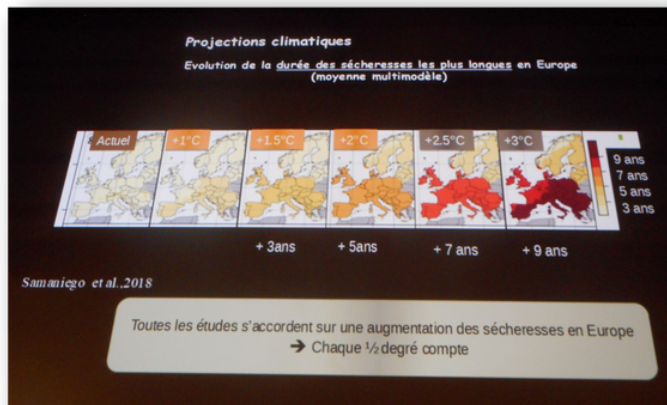 Projections climatiques
Evolution de la durée des sécheresses les plus longues en Europe
(moyenne multimodèle)
Actuel +1°C +1.5°C +2°C +2.5°C +3°C
9 ans
7 ans
5 ans
3 ans
+ 3ans + 5ans + 7 ans + 9 ans
Samaniego et al.,2018
Toutes les études s'accordent sur une augmentation des sécheresses en Europe
➔ Chaque ½ degré compte